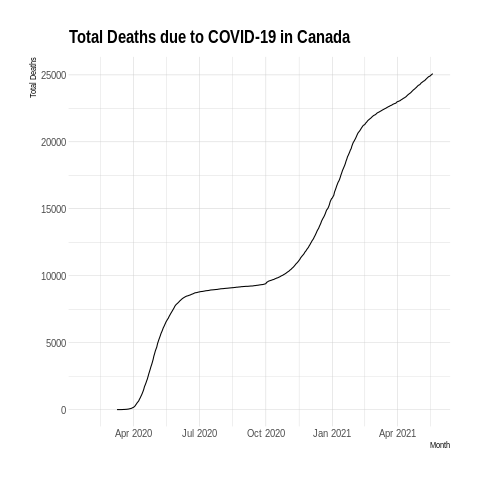 Total Deaths due to COVID-19 in Canada
Total Deaths
25000
20000
15000
10000
5000
0
Apr 2020 Jul 2020 Oct 2020 Jan 2021 Apr 2021
Month